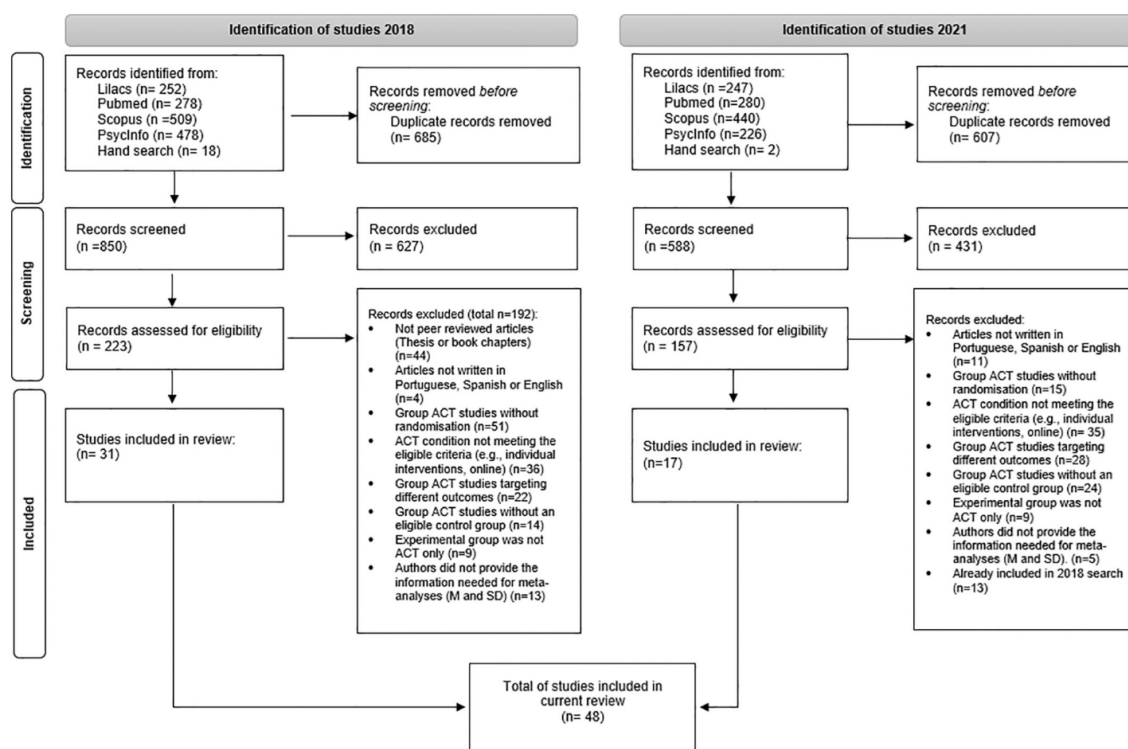 Identification of studies 2018
Identification of studies 2021
Identification
Records identified from:
Lilacs (n= 252)
Pubmed (n= 278)
Scopus (n =509)
PsycInfo (n= 478)
Hand search (n= 18)
Records removed before
screening:
Duplicate records removed
(n= 685)
Records identified from:
Lilacs (n =247)
Pubmed (n=280)
Scopus (n=440)
PsycInfo (n=226)
Hand search (n= 2)
Records removed before
screening:
Duplicate records removed
(n= 607)
Screening
Records screened
(n =850)
Records excluded
(n = 627)
Records screened
(n =588)
Records excluded
(n = 431)
Records assessed for eligibility
(n = 223)
Records excluded (total n=192):
• Not peer reviewed articles
(Thesis or book chapters)
(n=44)
• Articles not written in
Portuguese, Spanish or English
(n=4)
• Group ACT studies without
randomisation (n=51)
• ACT condition not meeting the
eligible criteria (e.g., individual
interventions, online) (n=36)
• Group ACT studies targeting
different outcomes (n=22)
• Group ACT studies without an
eligible control group (n=14)
• Experimental group was not
ACT only (n=9)
• Authors did not provide the
information needed for meta-
analyses (M and SD) (n=13)
Records assessed for eligibility
(n = 157)
Records excluded:
• Articles not written in
Portuguese, Spanish or English
(n=11)
• Group ACT studies without
randomisation (n=15)
• ACT condition not meeting the
eligible criteria (e.g., individual
interventions, online) (n= 35)
• Group ACT studies targeting
different outcomes (n=28)
• Group ACT studies without an
eligible control group (n=24)
• Experimental group was not
ACT only (n=9)
• Authors did not provide the
information needed for meta-
analyses (M and SD). (n=5)
• Already included in 2018 search
(n=13)
Included
Studies included in review:
(n= 31)
Studies included in review:
(n=17)
Total of studies included in
current review
(n= 48)